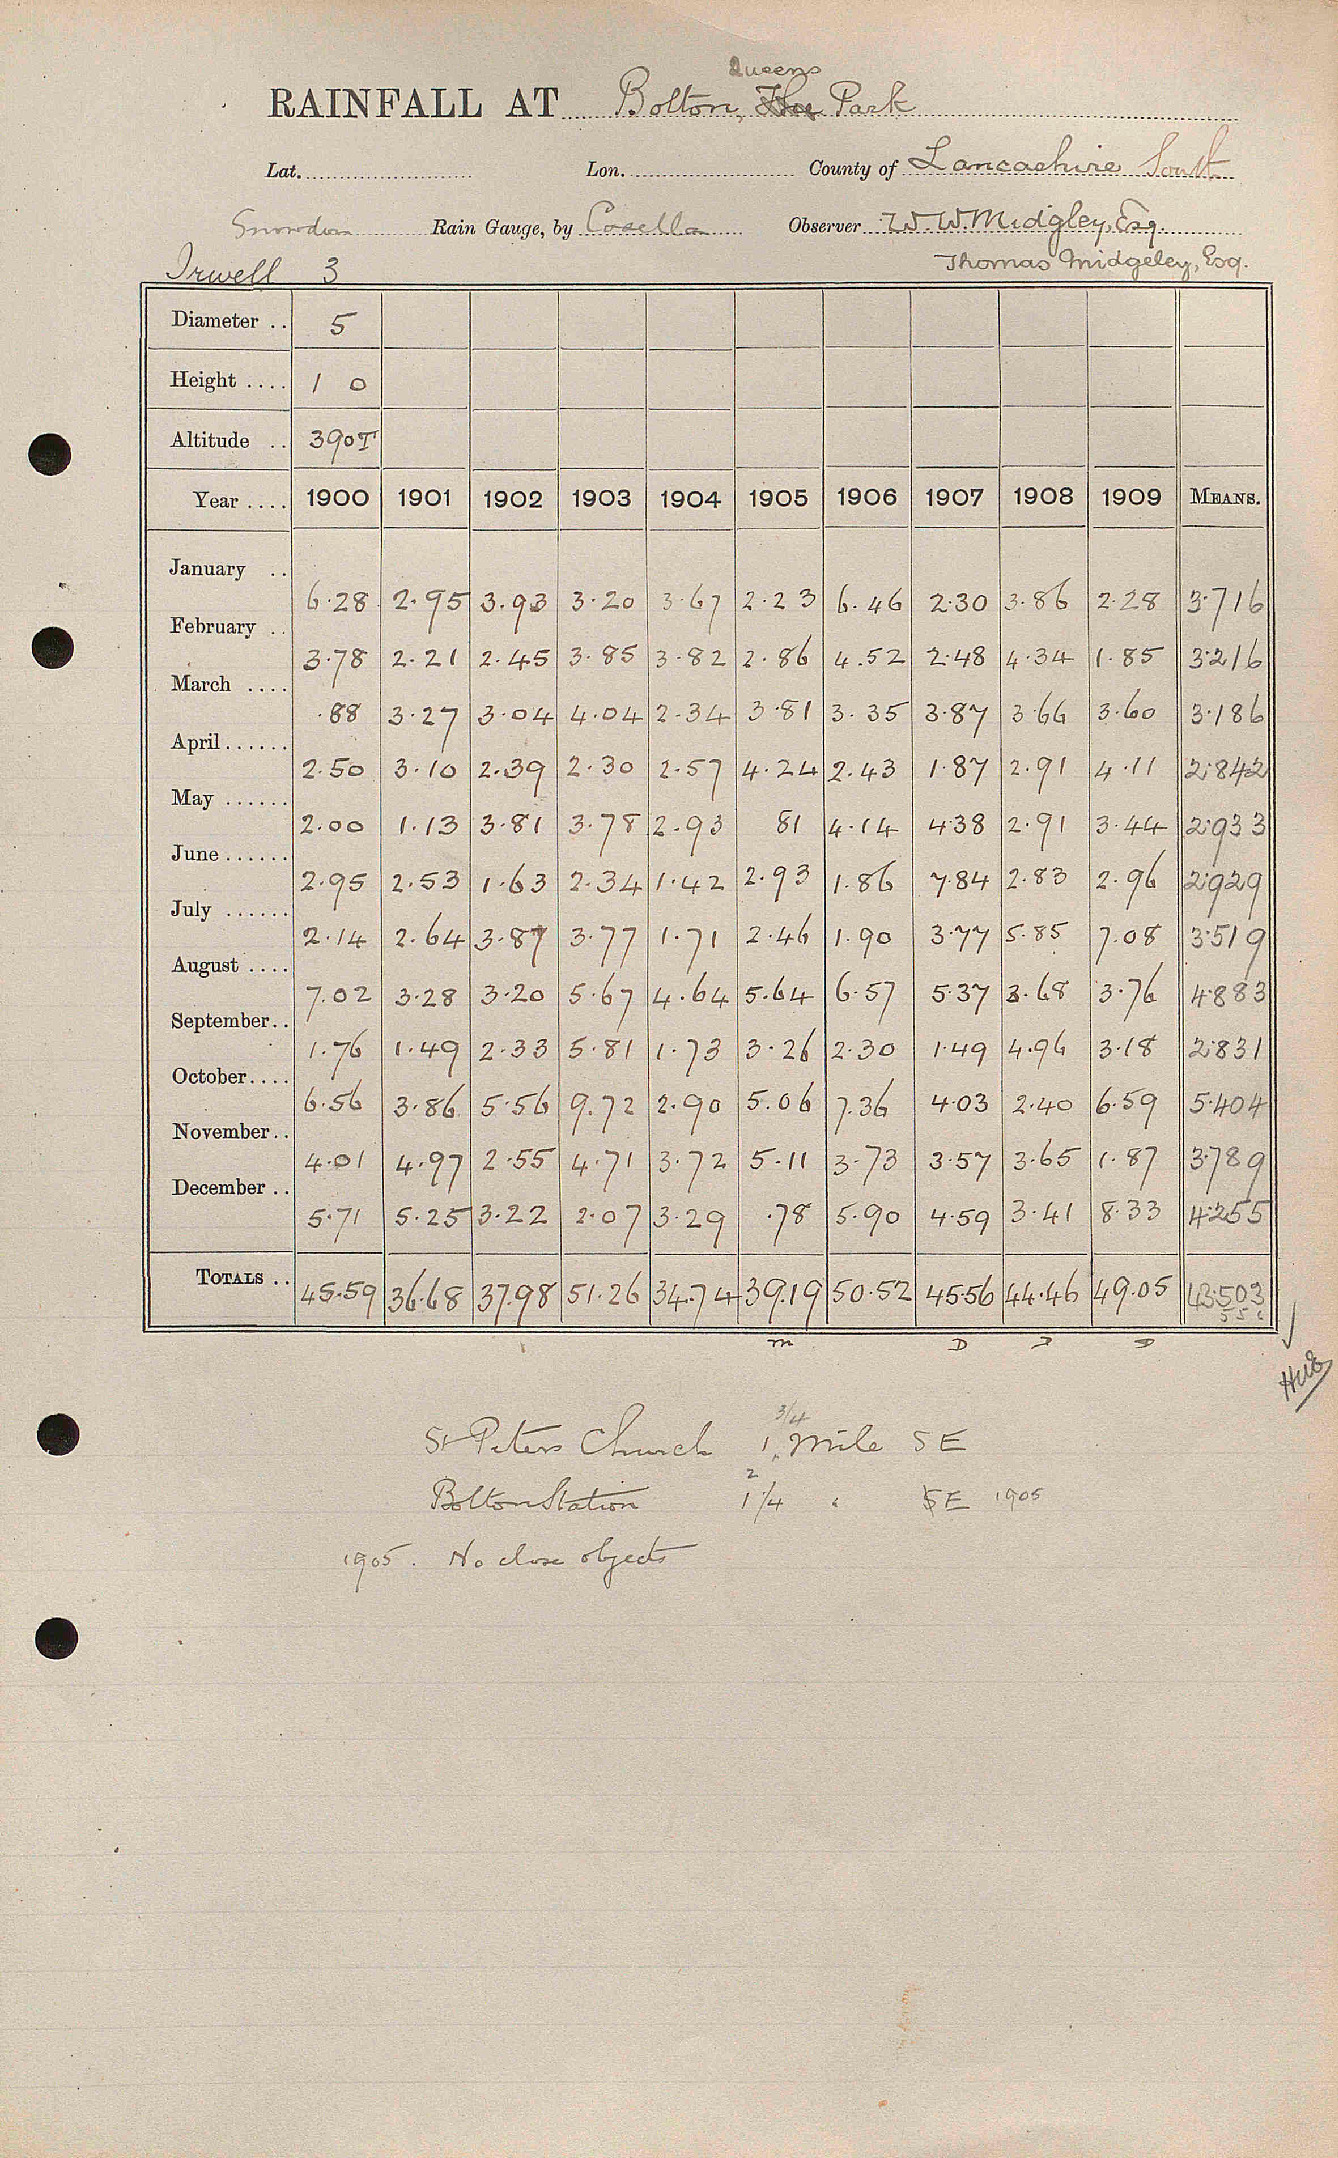 Queens
RAINFALL AT Bolton, The Park
Lat. Lon. County of Lancashire South
Snowdon Rain Gauge, by Casella Observer W. W. Midgley, Esq.
Irwell 3 Thomas Midgeley, Esq.
Diameter .. 5
Height .... 1 0
Altitude .. 390T
Year .... 1900 1901 1902 1903 1904 1905 1906 1907 1908 1909 MEANS.
January .. 6.28 2.95 3.93 3.20 3.67 2.23 6.46 2.30 3.86 2.28 3.716
February .. 3.78 2.21 2.45 3.85 3.82 2.86 4.52 2.48 4.34 1.85 3.216
March .... .88 3.27 3.04 4.04 2.34 3.81 3.35 3.87 3.66 3.60 3.186
April...... 2.50 3.10 2.39 2.30 2.57 4.24 2.43 1.87 2.91 4.11 2.842
May ...... 2.00 1.13 3.81 3.78 2.93 81 4.14 4.38 2.91 3.44 2.933
June...... 2.95 2.53 1.63 2.34 1.42 2.93 1.86 7.84 2.83 2.96 2.929
July ...... 2.14 2.64 3.87 3.77 1.71 2.46 1.90 3.77 5.85 7.08 3.519
August .... 7.02 3.28 3.20 5.67 4.64 5.64 6.57 5.37 3.68 3.76 4.883
September.. 1.76 1.49 2.33 5.81 1.73 3.26 2.30 1.49 4.96 3.18 2.831
October.... 6.56 3.86 5.56 9.72 2.90 5.06 7.36 4.03 2.40 6.59 5.404
November.. 4.01 4.97 2.55 4.71 3.72 5.11 3.73 3.57 3.65 1.87 3.789
December .. 5.71 5.25 3.22 2.07 3.29 .78 5.90 4.59 3.41 8.33 4.255
TOTALS .. 45.59 36.68 37.98 51.26 34.74 39.19 50.52 45.56 44.46 49.05 43.503
m D D D
3/4
St Peters Church 1 Mile SE
2
Bolton Station 1 1/4 " SE 1905
1905. No close objects